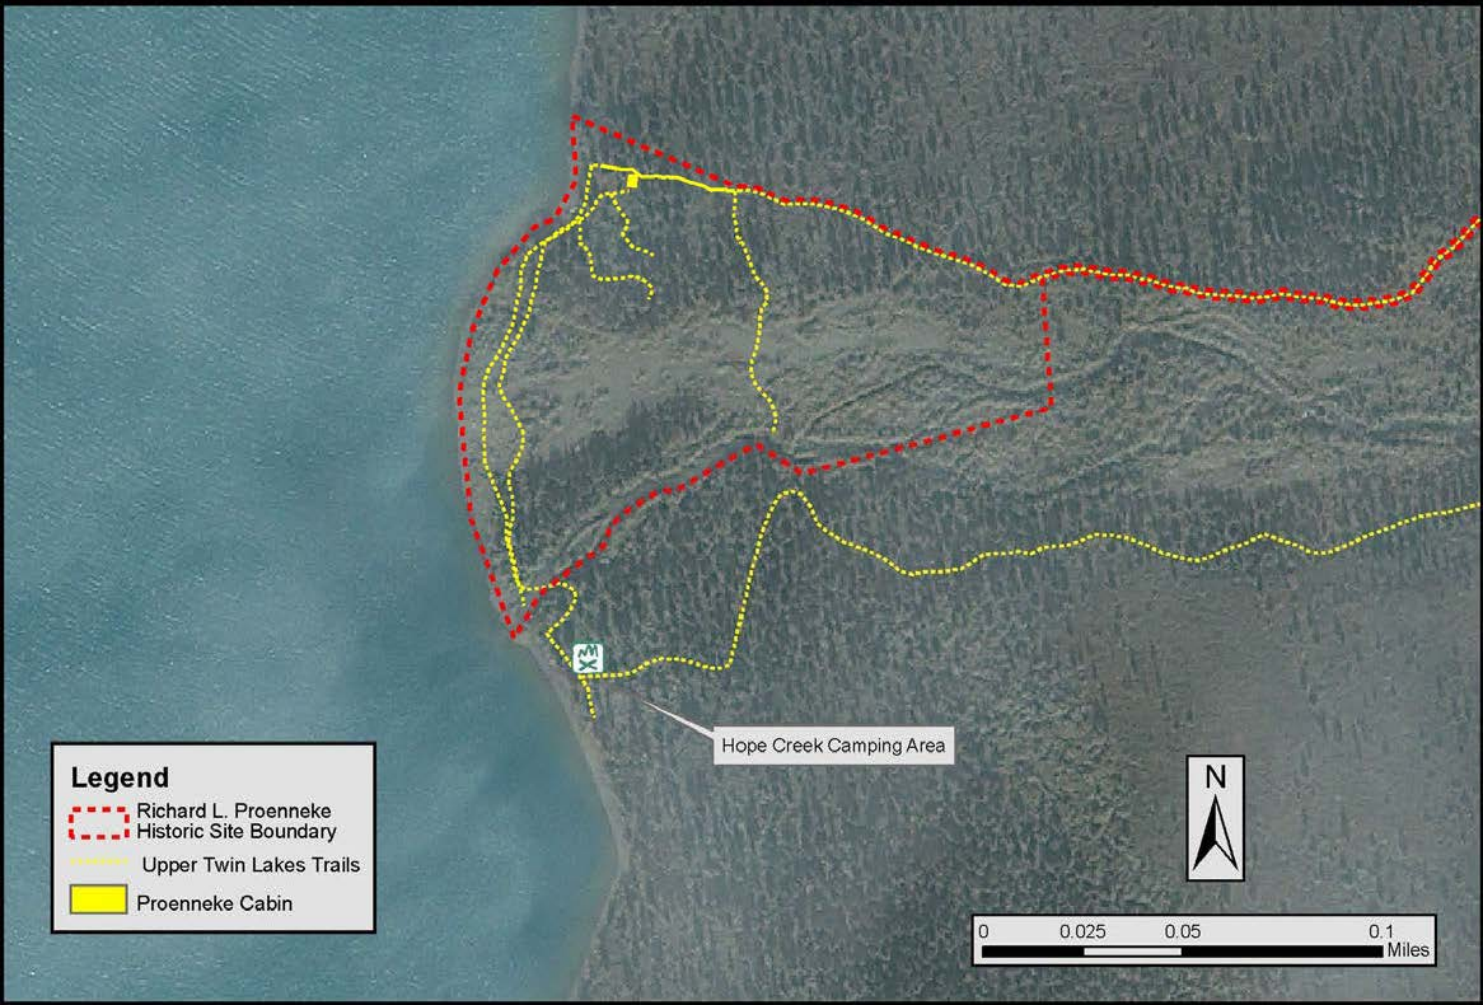 Hope Creek Camping Area
Legend
Richard L. Proenneke
Historic Site Boundary
Upper Twin Lakes Trails
Proenneke Cabin
N
0 0.025 0.05 0.1
Miles